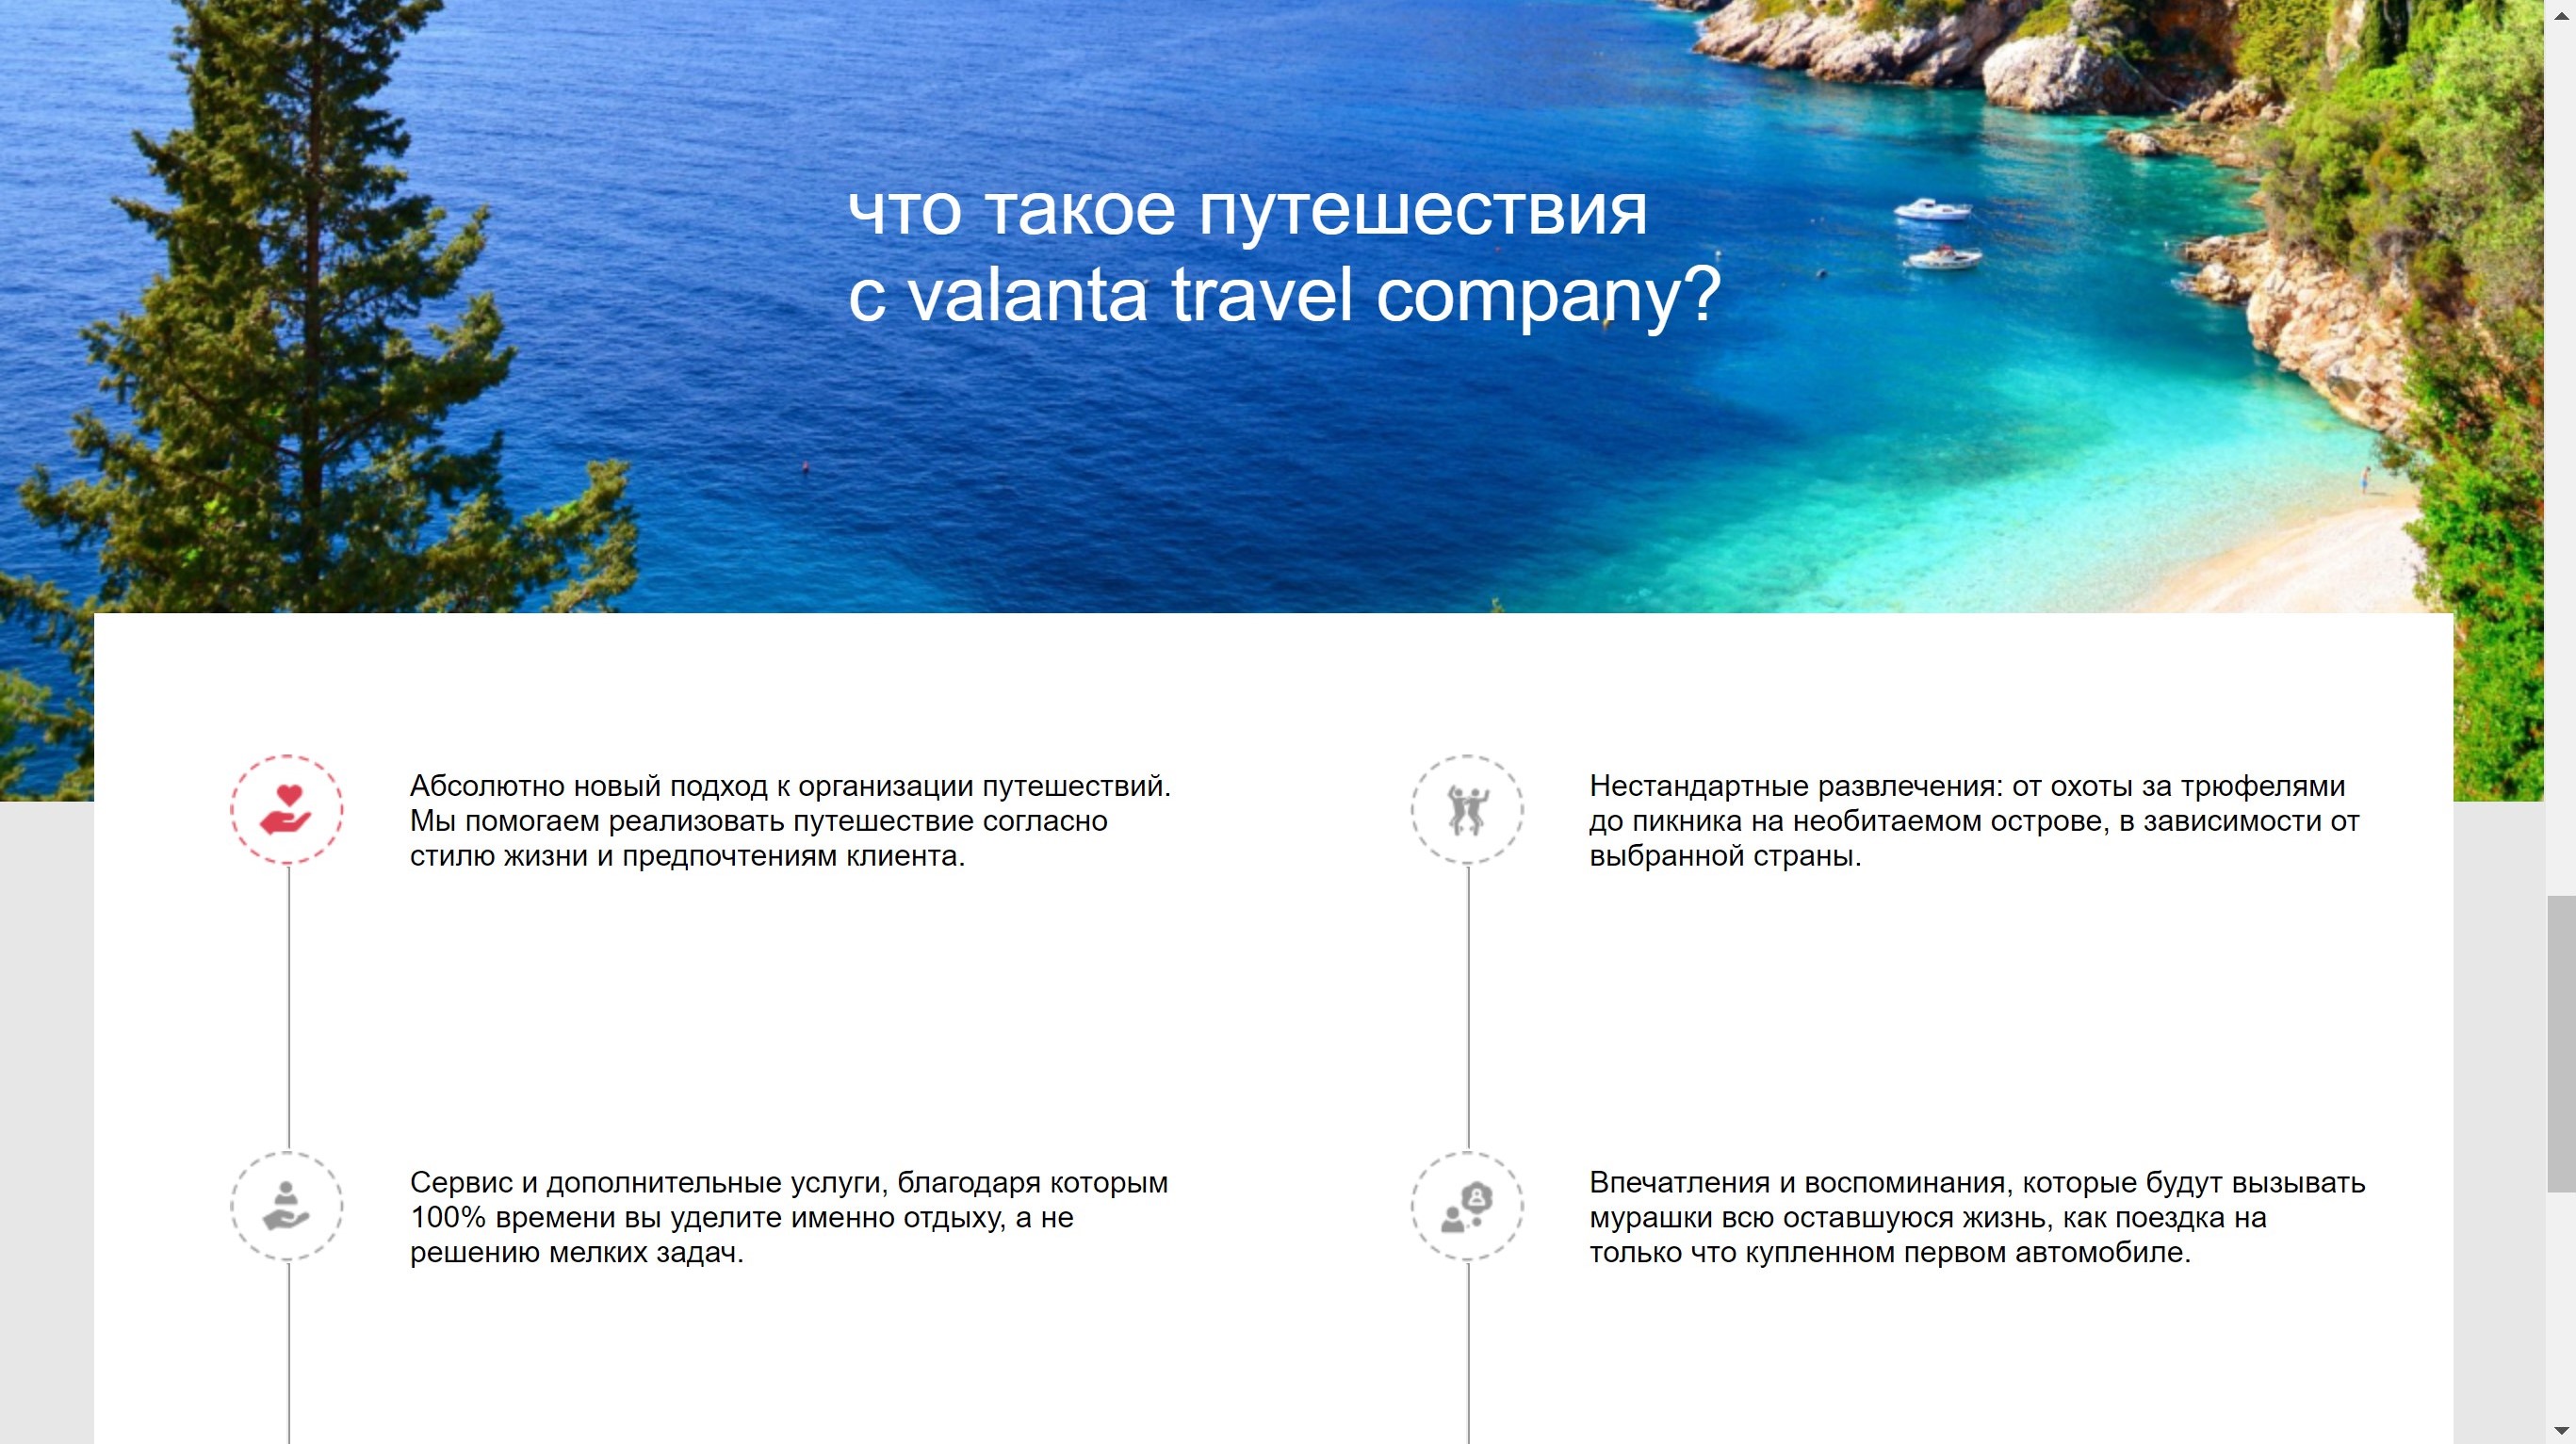 что такое путешествия
с valanta travel company?
Абсолютно новый подход к организации путешествий.
Мы помогаем реализовать путешествие согласно
стилю жизни и предпочтениям клиента.
Нестандартные развлечения: от охоты за трюфелями
до пикника на необитаемом острове, в зависимости от
выбранной страны.
Сервис и дополнительные услуги, благодаря которым
100% времени вы уделите именно отдыху, а не
решению мелких задач.
Впечатления и воспоминания, которые будут вызывать
мурашки всю оставшуюся жизнь, как поездка на
только что купленном первом автомобиле.